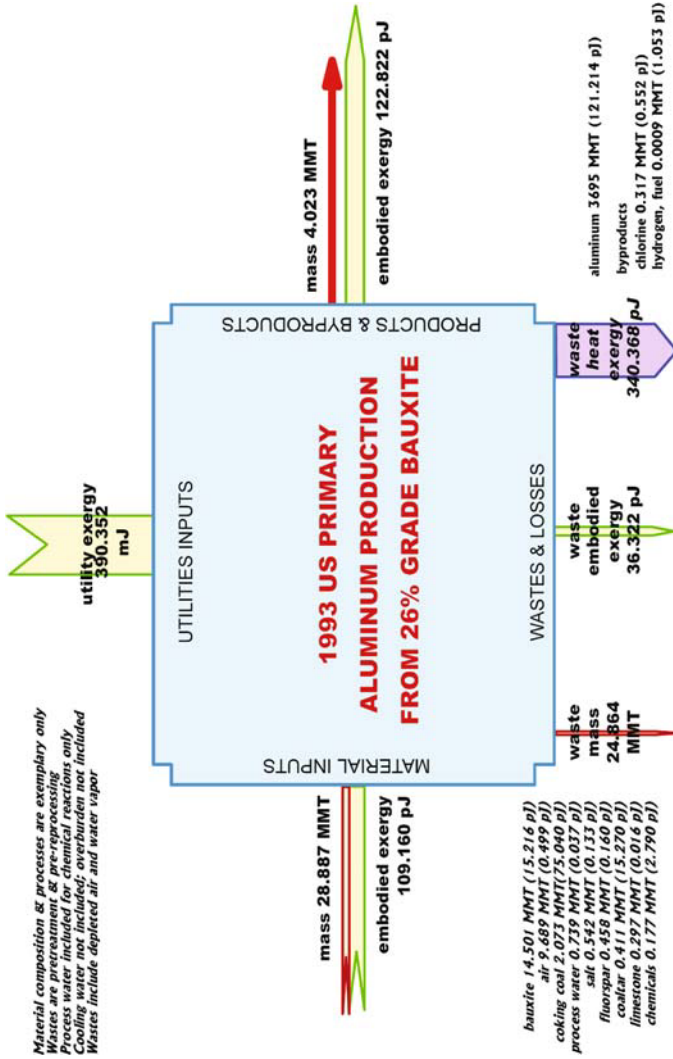 Material composition & processes are exemplary only
Wastes are pretreatment & pre-reprocessing
Process water included for chemical reactions only
Cooling water not included; overburden not included
Wastes include depleted air and water vapor
utility exergy
390.352
mJ
UTILITIES INPUTS
mass 28.887 MMT
embodied exergy
109.160 pJ
MATERIAL INPUTS
1993 US PRIMARY
ALUMINUM PRODUCTION
FROM 26% GRADE BAUXITE
PRODUCTS & BYPRODUCTS
mass 4.023 MMT
embodied exergy 122.822 pJ
WASTES & LOSSES
waste
mass
24.864
MMT
waste
embodied
exergy
36.322 pJ
waste
heat
exergy
340.368 pJ
bauxite 14.501 MMT (15.216 pJ)
air 9.689 MMT (0.499 pJ)
coking coal 2.073 MMT(75.040 pJ)
process water 0.739 MMT (0.037 pJ)
salt 0.542 MMT (0.133 pJ)
fluorspar 0.458 MMT (0.160 pJ)
coaltar 0.411 MMT (15.270 pJ)
limestone 0.297 MMT (0.016 pJ)
chemicals 0.177 MMT (2.790 pJ)
aluminum 3695 MMT (121.214 pJ)
byproducts
chlorine 0.317 MMT (0.552 pJ)
hydrogen, fuel 0.0009 MMT (1.053 pJ)